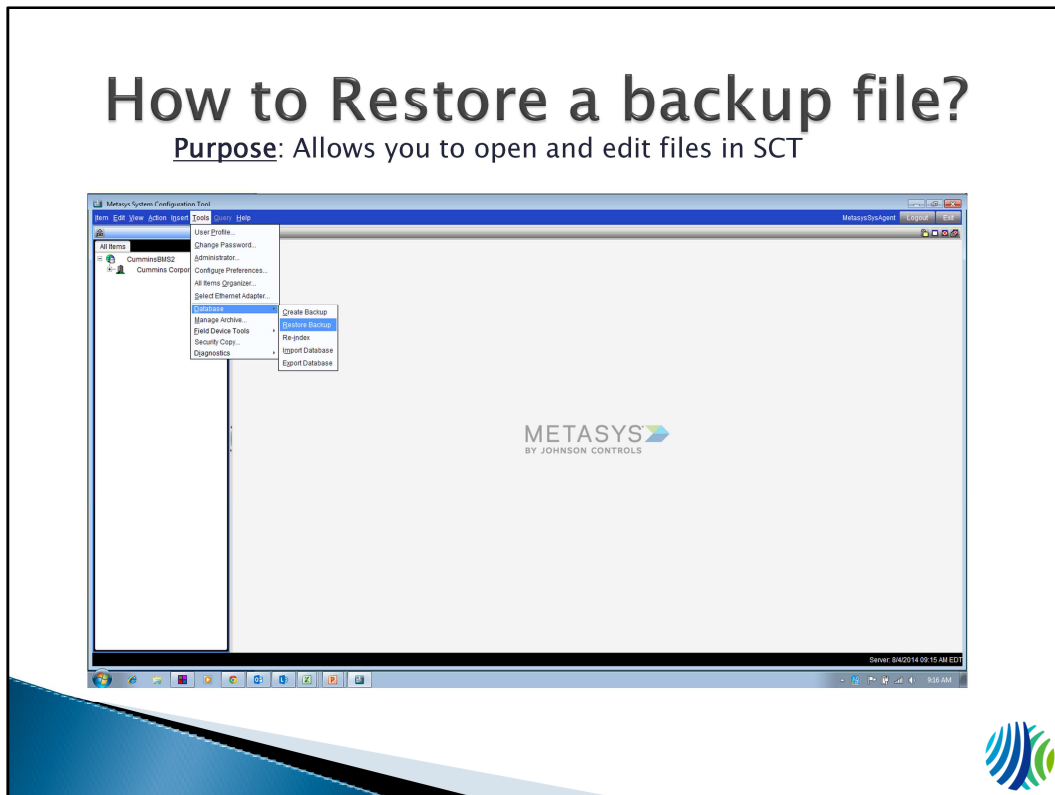 How to Restore a backup file?
Purpose: Allows you to open and edit files in SCT
Metasys System Configuration Tool
Item Edit View Action Insert Tools Query Help
MetasysSysAgent Logout Exit
All Items
CumminsBMS2
Cummins Corpor
User Profile...
Change Password...
Administrator...
Configure Preferences...
All Items Organizer...
Select Ethernet Adapter...
Database
Manage Archive...
Field Device Tools
Security Copy...
Diagnostics
Create Backup
Restore Backup
Re-index
Import Database
Export Database
METASYS
BY JOHNSON CONTROLS
Server: 8/4/2014 09:15 AM EDT
9:16 AM